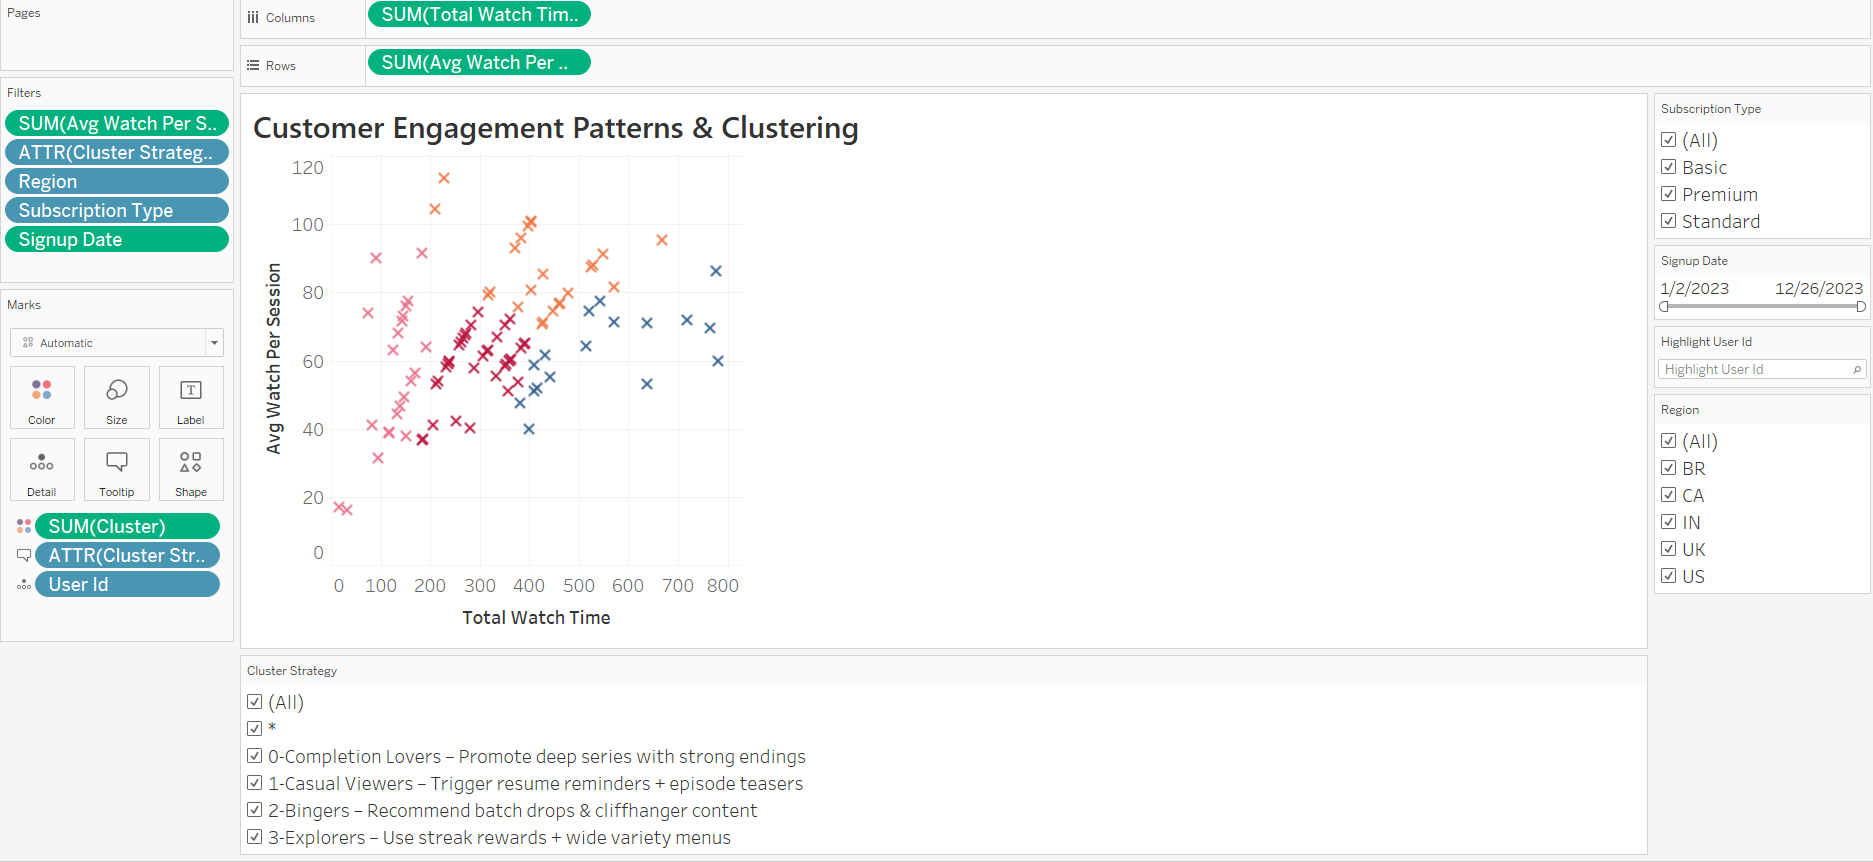 Pages
Columns
SUM(Total Watch Tim..
Rows
SUM(Avg Watch Per ..
Filters
SUM(Avg Watch Per S..
ATTR(Cluster Strateg..
Region
Subscription Type
Signup Date
Marks
Automatic
Color
Size
Label
Detail
Tooltip
Shape
SUM(Cluster)
ATTR(Cluster Str..
User Id
Customer Engagement Patterns & Clustering
Avg Watch Per Session
120
100
80
60
40
20
0
0 100 200 300 400 500 600 700 800
Total Watch Time
Cluster Strategy
(All)
*
0-Completion Lovers – Promote deep series with strong endings
1-Casual Viewers – Trigger resume reminders + episode teasers
2-Bingers – Recommend batch drops & cliffhanger content
3-Explorers – Use streak rewards + wide variety menus
Subscription Type
(All)
Basic
Premium
Standard
Signup Date
1/2/2023 12/26/2023
Highlight User Id
Highlight User Id
Region
(All)
BR
CA
IN
UK
US